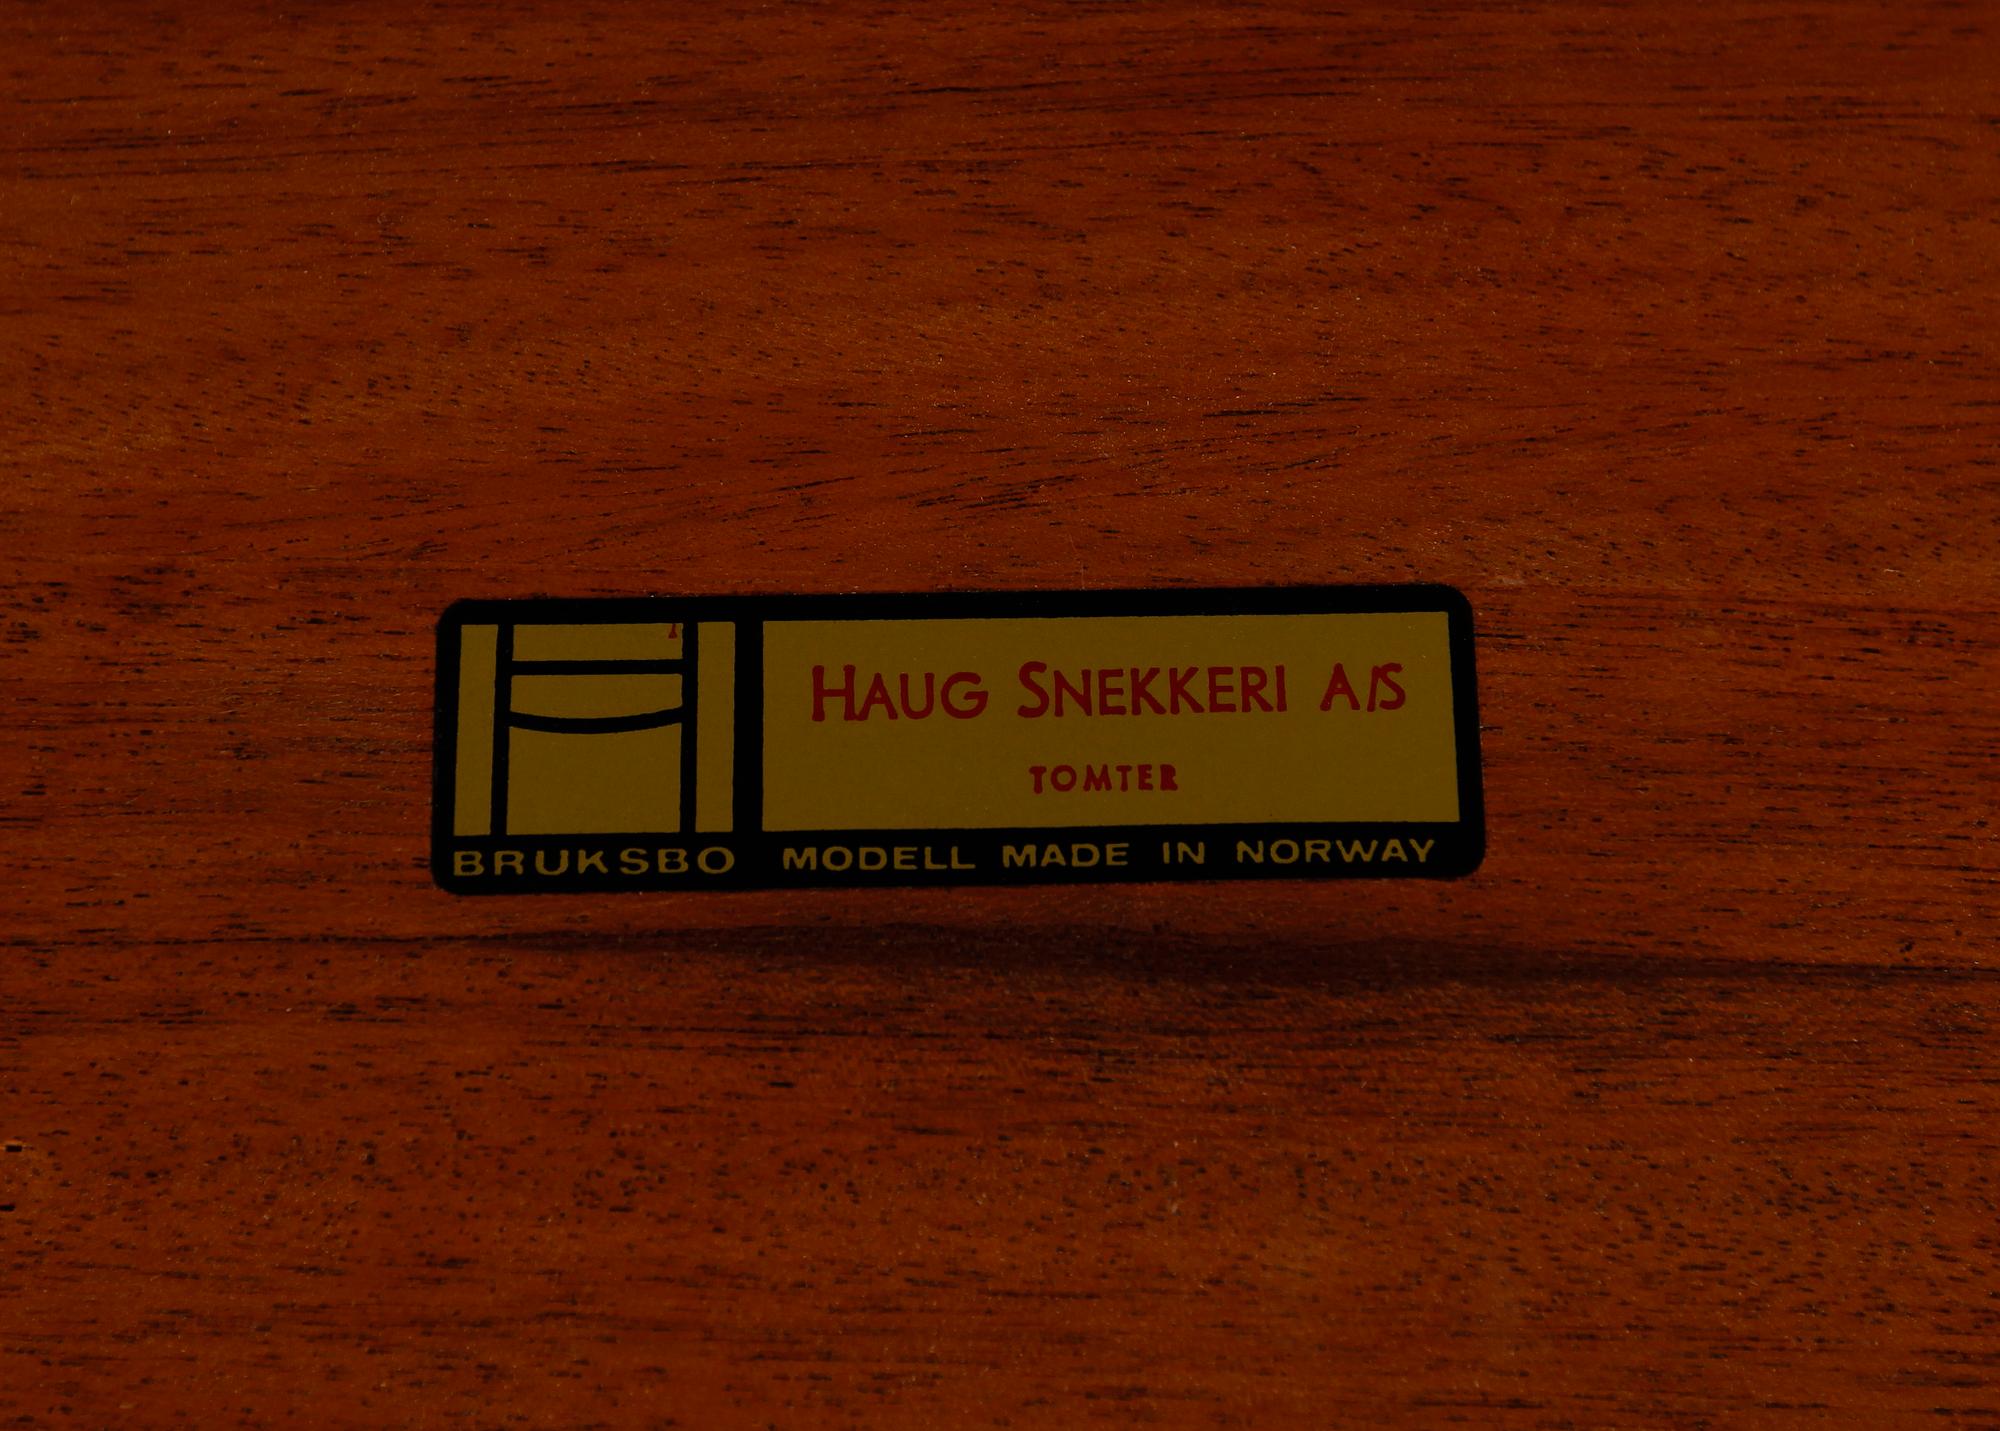 HAUG SNEKKERI A/S
TOMTER
BRUKSBO MODELL MADE IN NORWAY